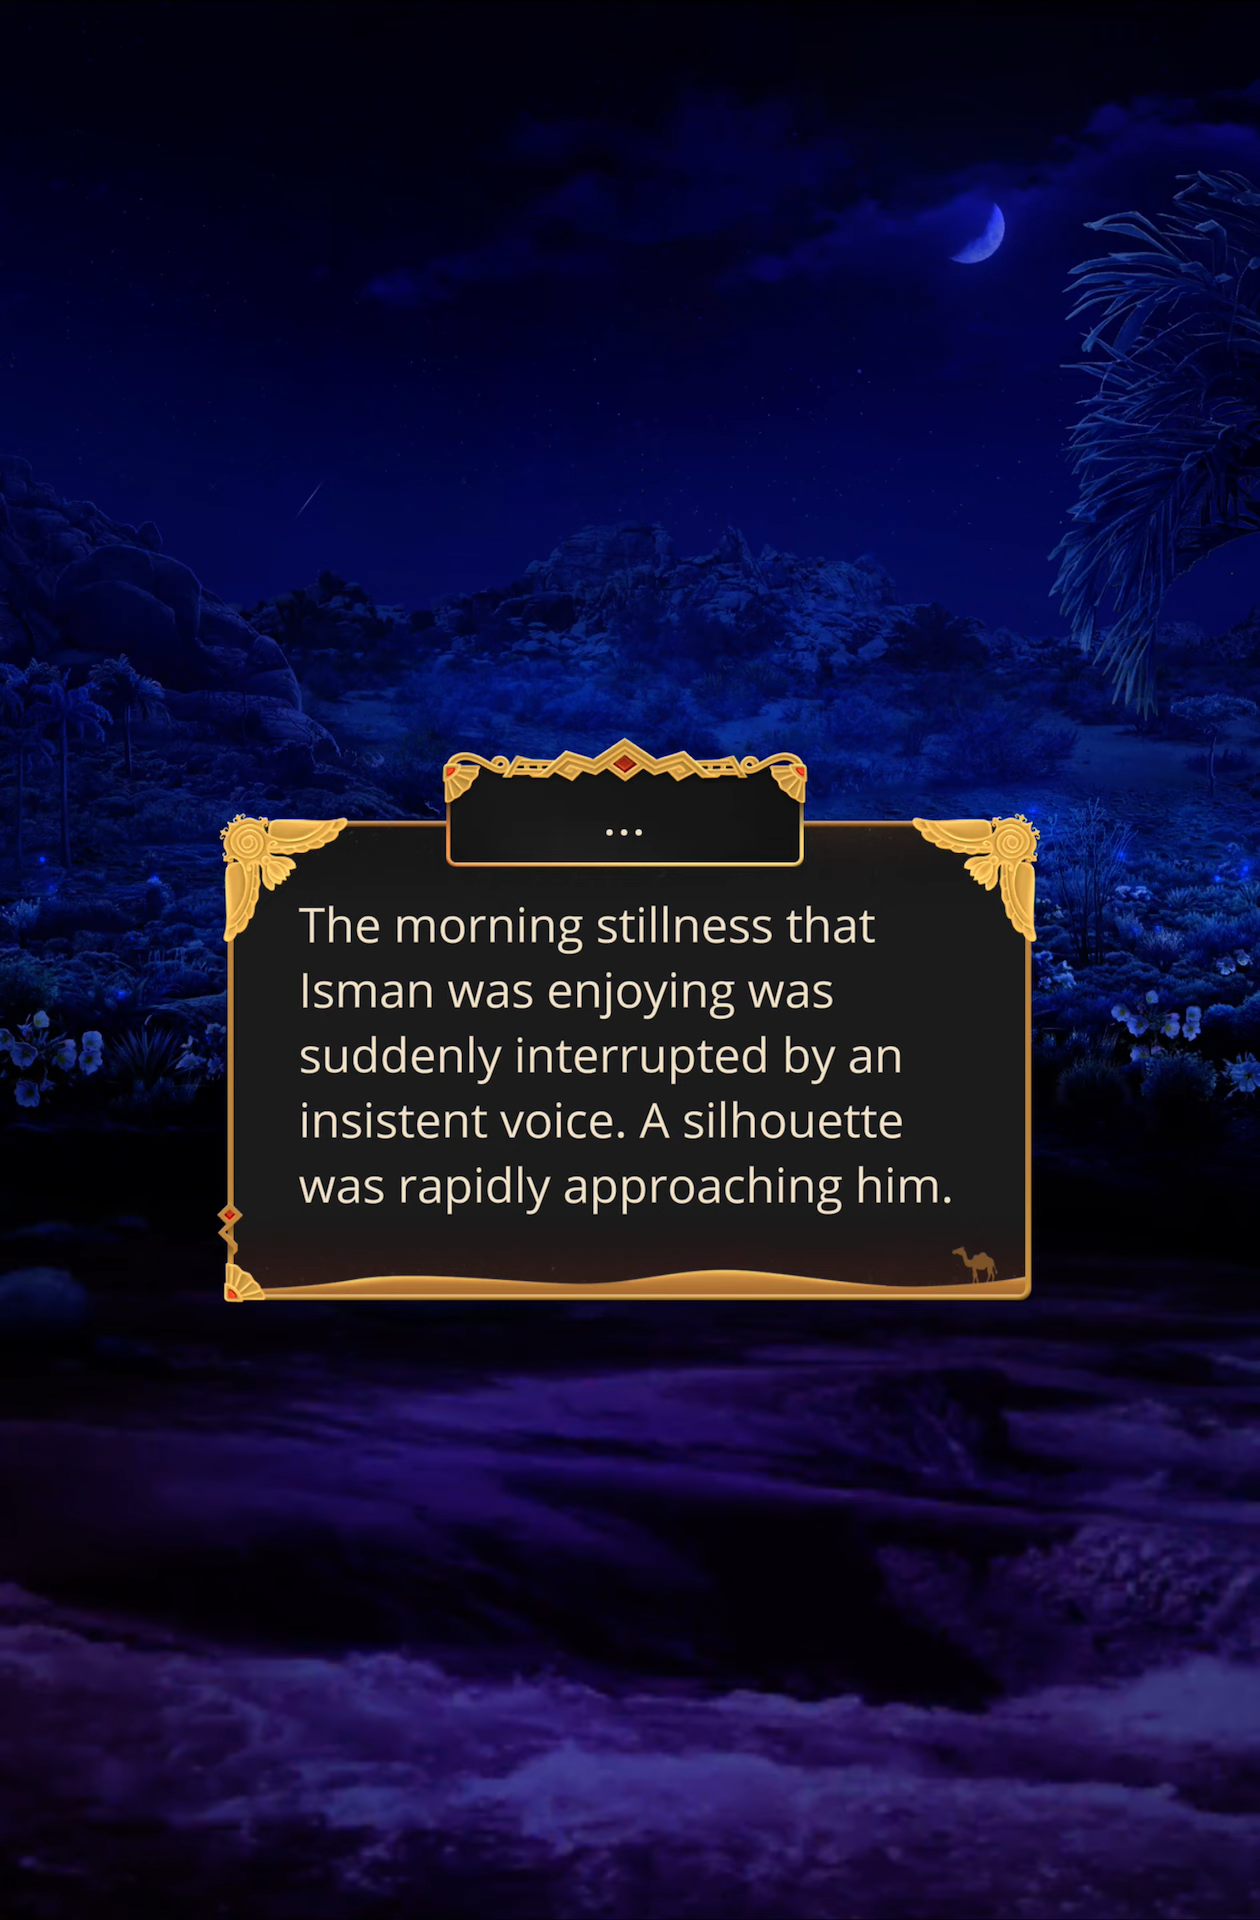 ...
The morning stillness that
Isman was enjoying was
suddenly interrupted by an
insistent voice. A silhouette
was rapidly approaching him.